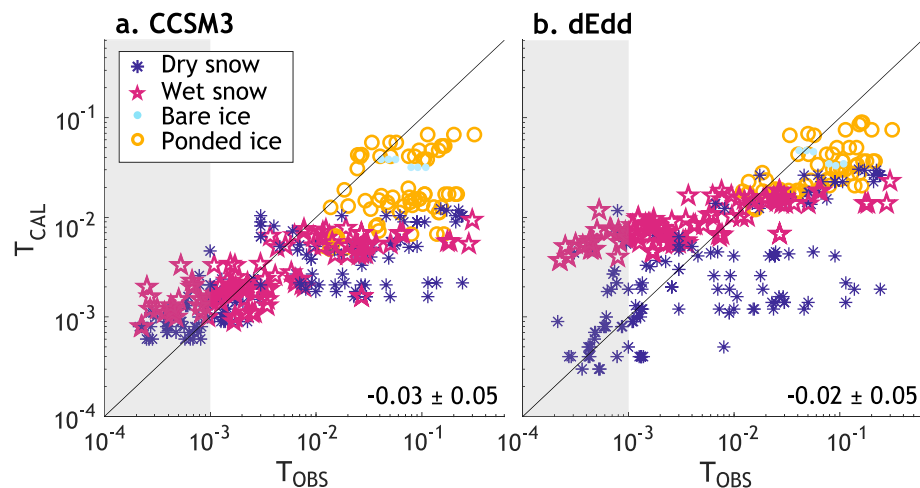 a. CCSM3
b. dEdd
Dry snow
Wet snow
Bare ice
Ponded ice
T_CAL
10^-1
10^-2
10^-3
10^-4
-0.03 ± 0.05
-0.02 ± 0.05
10^-4 10^-3 10^-2 10^-1
10^-4 10^-3 10^-2 10^-1
T_OBS
T_OBS